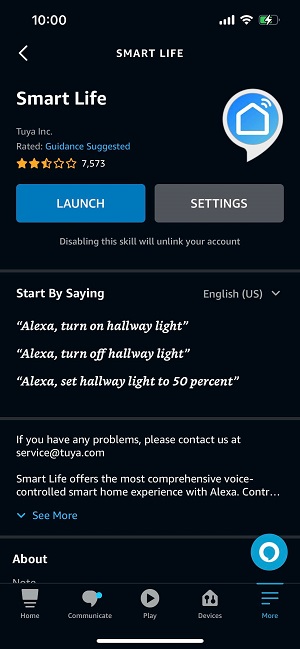 10:00
SMART LIFE
Smart Life
Tuya Inc.
Rated: Guidance Suggested
7,573
LAUNCH SETTINGS
Disabling this skill will unlink your account
Start By Saying English (US)
“Alexa, turn on hallway light”
“Alexa, turn off hallway light”
“Alexa, set hallway light to 50 percent”
If you have any problems, please contact us at
service@tuya.com
Smart Life offers the most comprehensive voice-
controlled smart home experience with Alexa. Contr…
See More
About
Note
Home Communicate Play Devices More